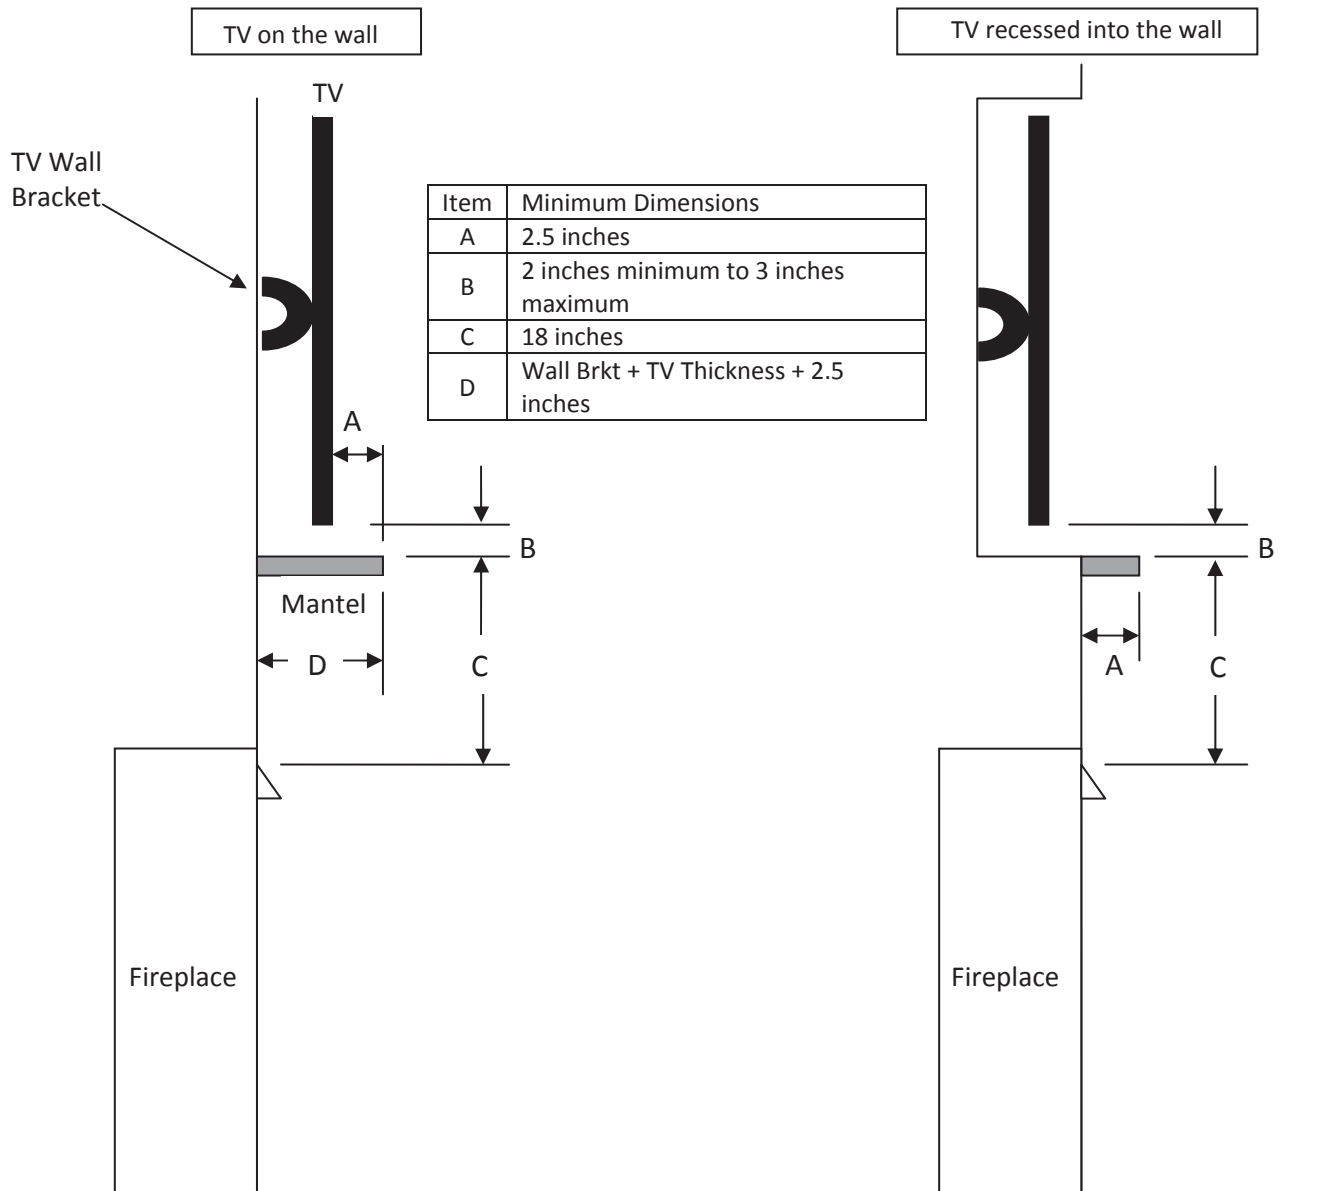 TV on the wall
TV recessed into the wall
TV
TV Wall
Bracket
Item Minimum Dimensions
A 2.5 inches
B 2 inches minimum to 3 inches
maximum
C 18 inches
D Wall Brkt + TV Thickness + 2.5
inches
A
B
B
Mantel
D
C
A
C
Fireplace
Fireplace